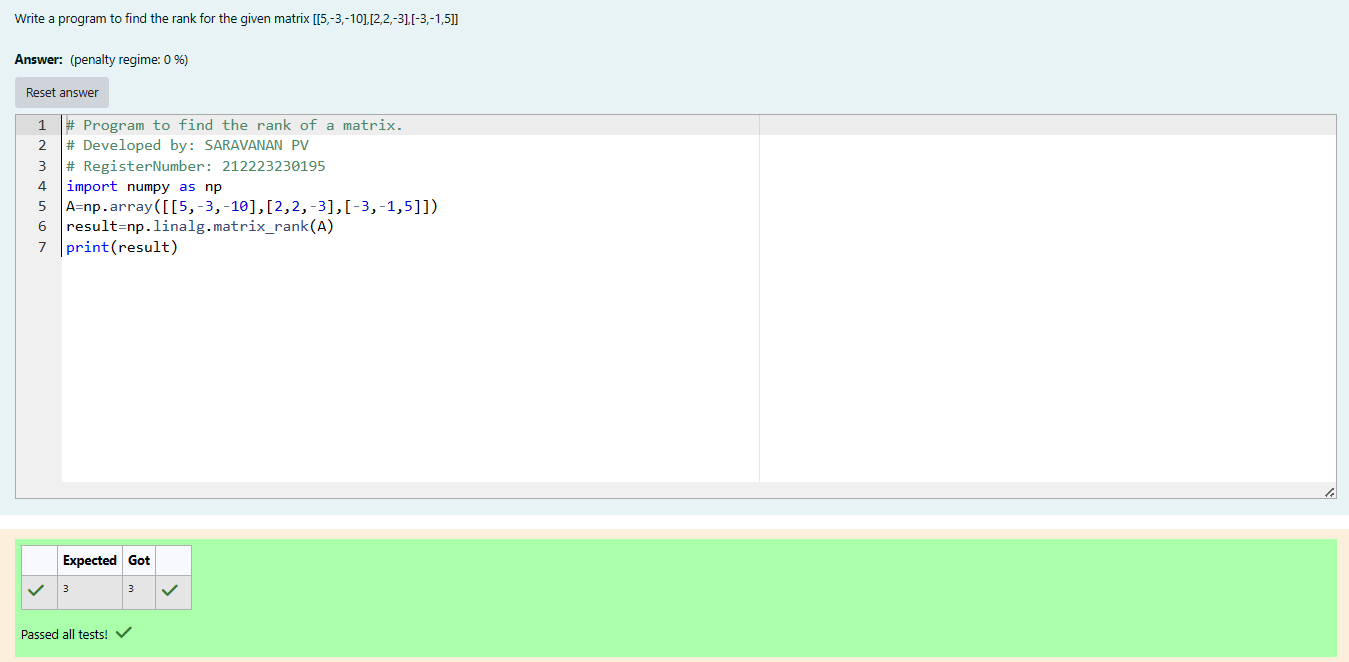 Write a program to find the rank for the given matrix [[5,-3,-10],[2,2,-3],[-3,-1,5]]
Answer: (penalty regime: 0 %)
Reset answer
1 # Program to find the rank of a matrix.
2 # Developed by: SARAVANAN PV
3 # RegisterNumber: 212223230195
4 import numpy as np
5 A=np.array([[5,-3,-10],[2,2,-3],[-3,-1,5]])
6 result=np.linalg.matrix_rank(A)
7 print(result)
Expected Got
3 3
Passed all tests!